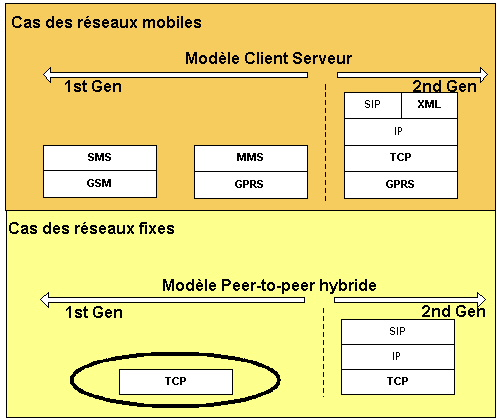 Cas des réseaux mobiles
Modèle Client Serveur
1st Gen
2nd Gen
SIP XML
IP
SMS MMS TCP
GSM GPRS GPRS
Cas des réseaux fixes
Modèle Peer-to-peer hybride
1st Gen
2nd Gen
SIP
IP
TCP TCP